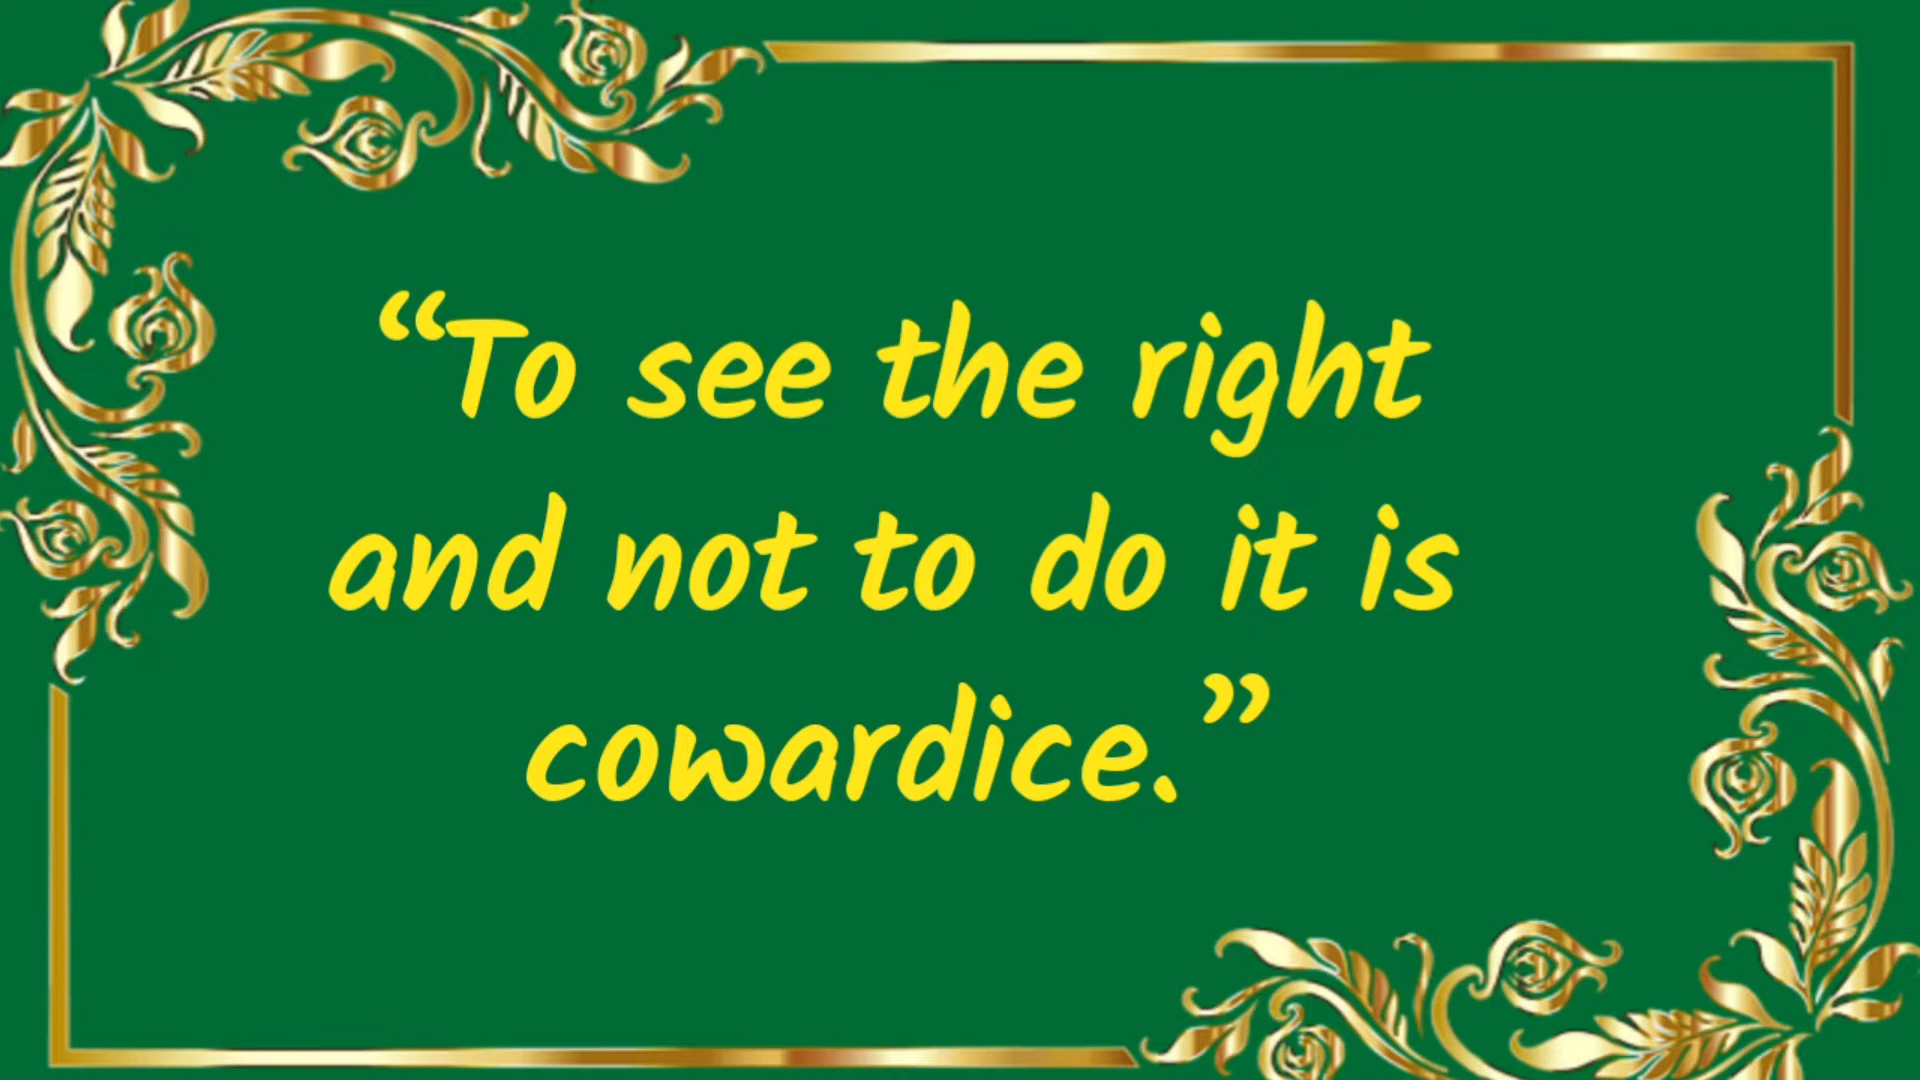 “To see the right
and not to do it is
cowardice.”